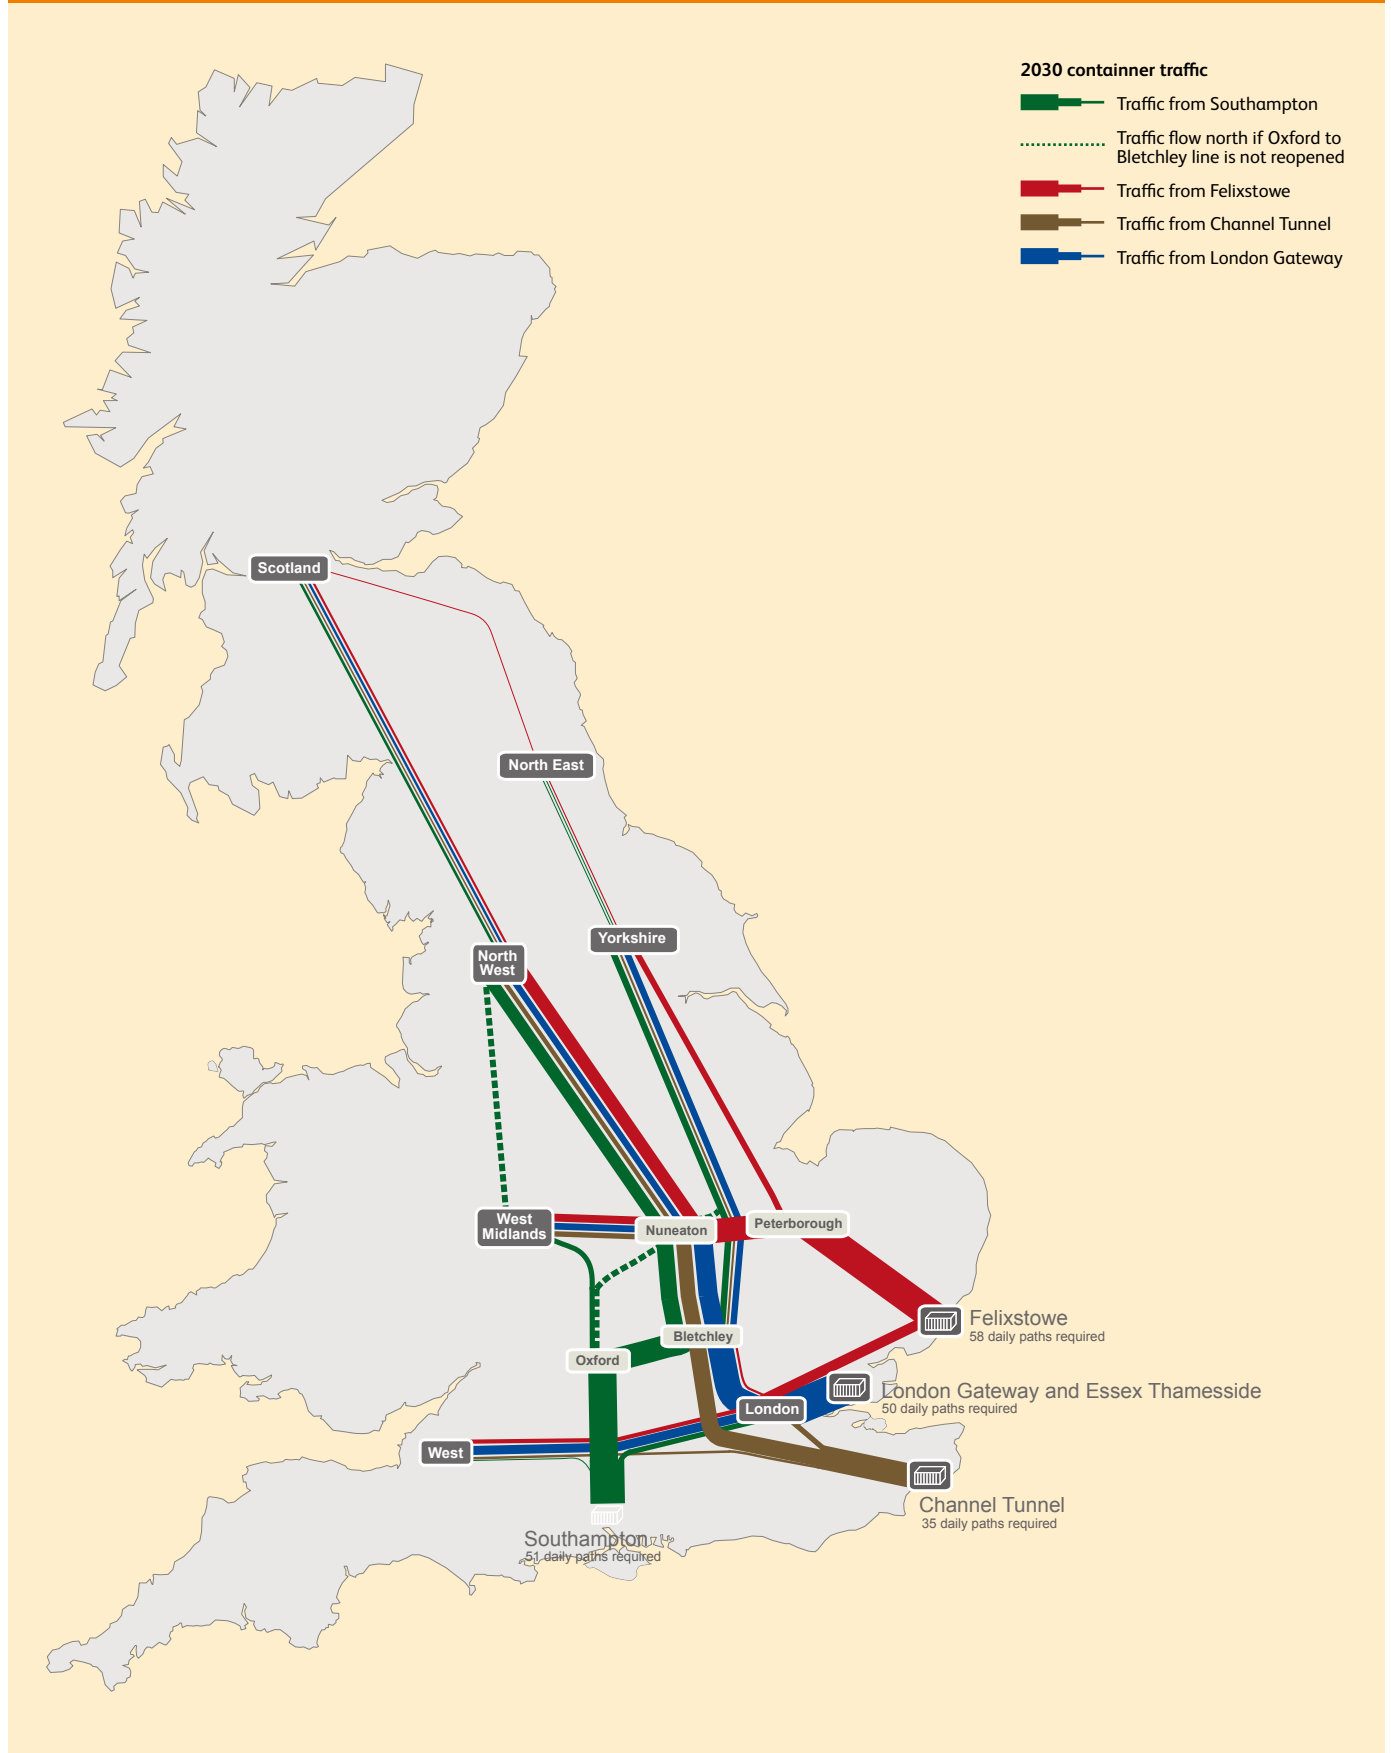 2030 containner traffic
Traffic from Southampton
Traffic flow north if Oxford to
Bletchley line is not reopened
Traffic from Felixstowe
Traffic from Channel Tunnel
Traffic from London Gateway
Scotland
North East
Yorkshire
North
West
West
Midlands
Nuneaton
Peterborough
Felixstowe
58 daily paths required
Bletchley
Oxford
London Gateway and Essex Thamesside
50 daily paths required
London
West
Channel Tunnel
35 daily paths required
Southampton
51 daily paths required